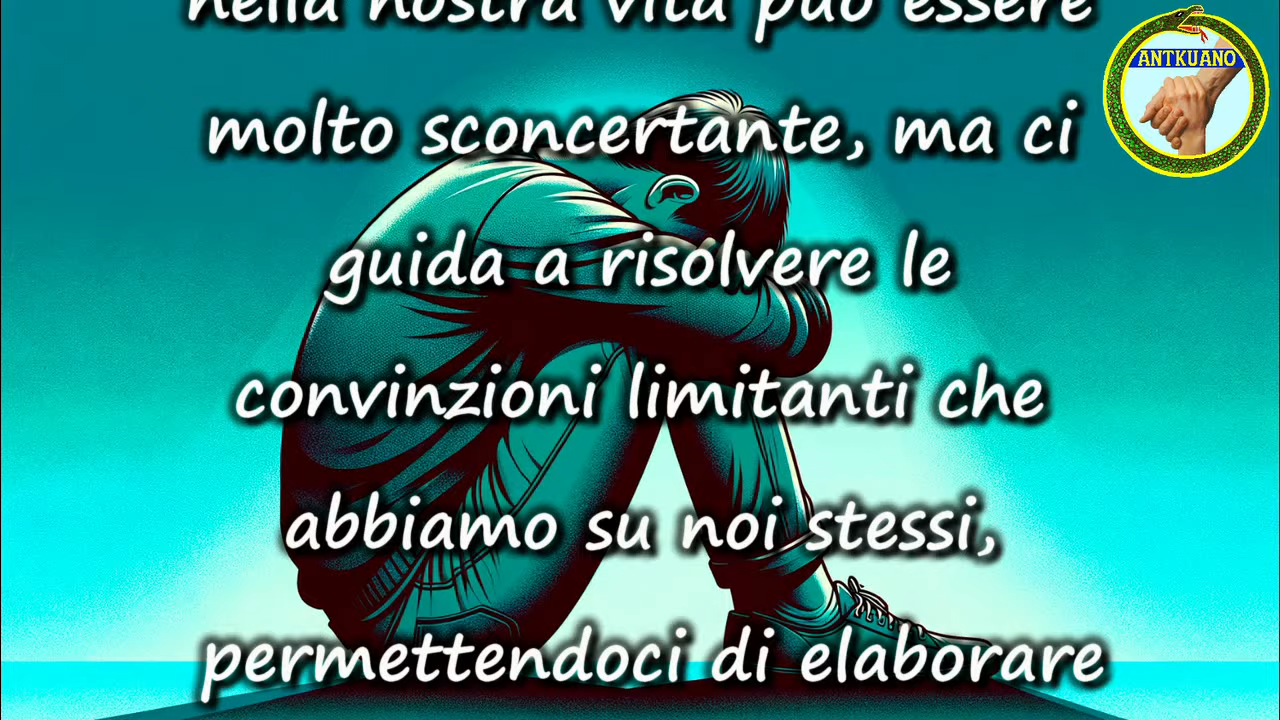 nella nostra vita può essere
molto sconcertante, ma ci
guida a risolvere le
convinzioni limitanti che
abbiamo su noi stessi,
permettendoci di elaborare
ANTKUANO